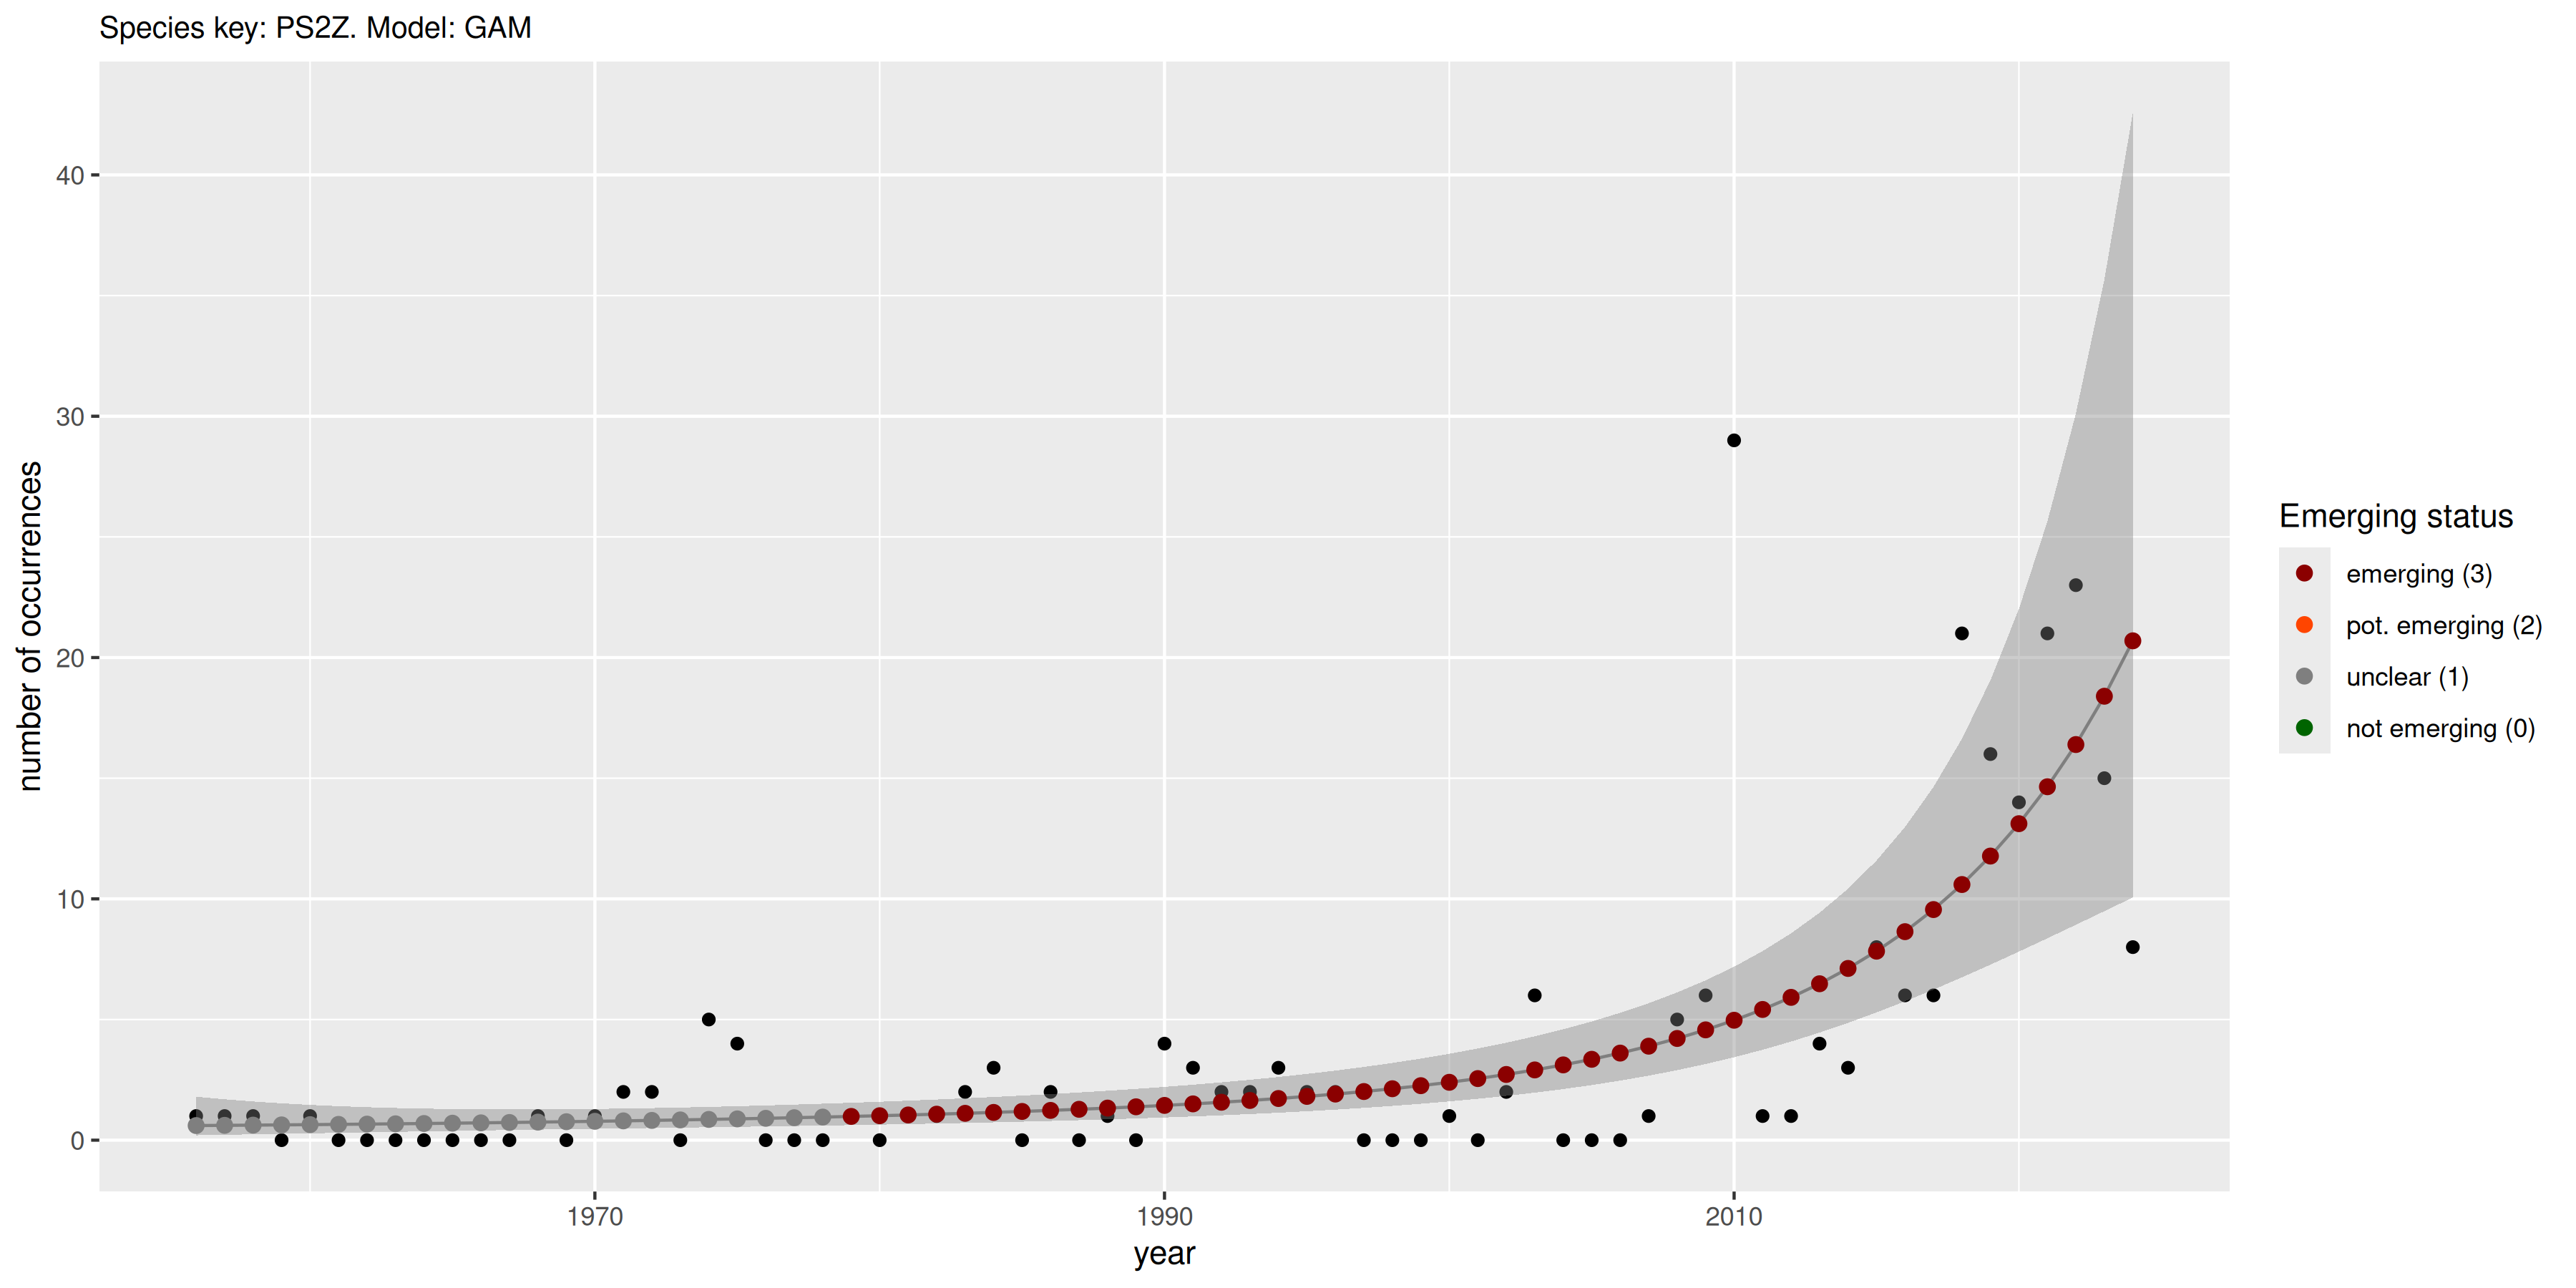 Species key: PS2Z. Model: GAM
number of occurrences
40
30
20
10
0
1970
1990
2010
year
Emerging status
emerging (3)
pot. emerging (2)
unclear (1)
not emerging (0)